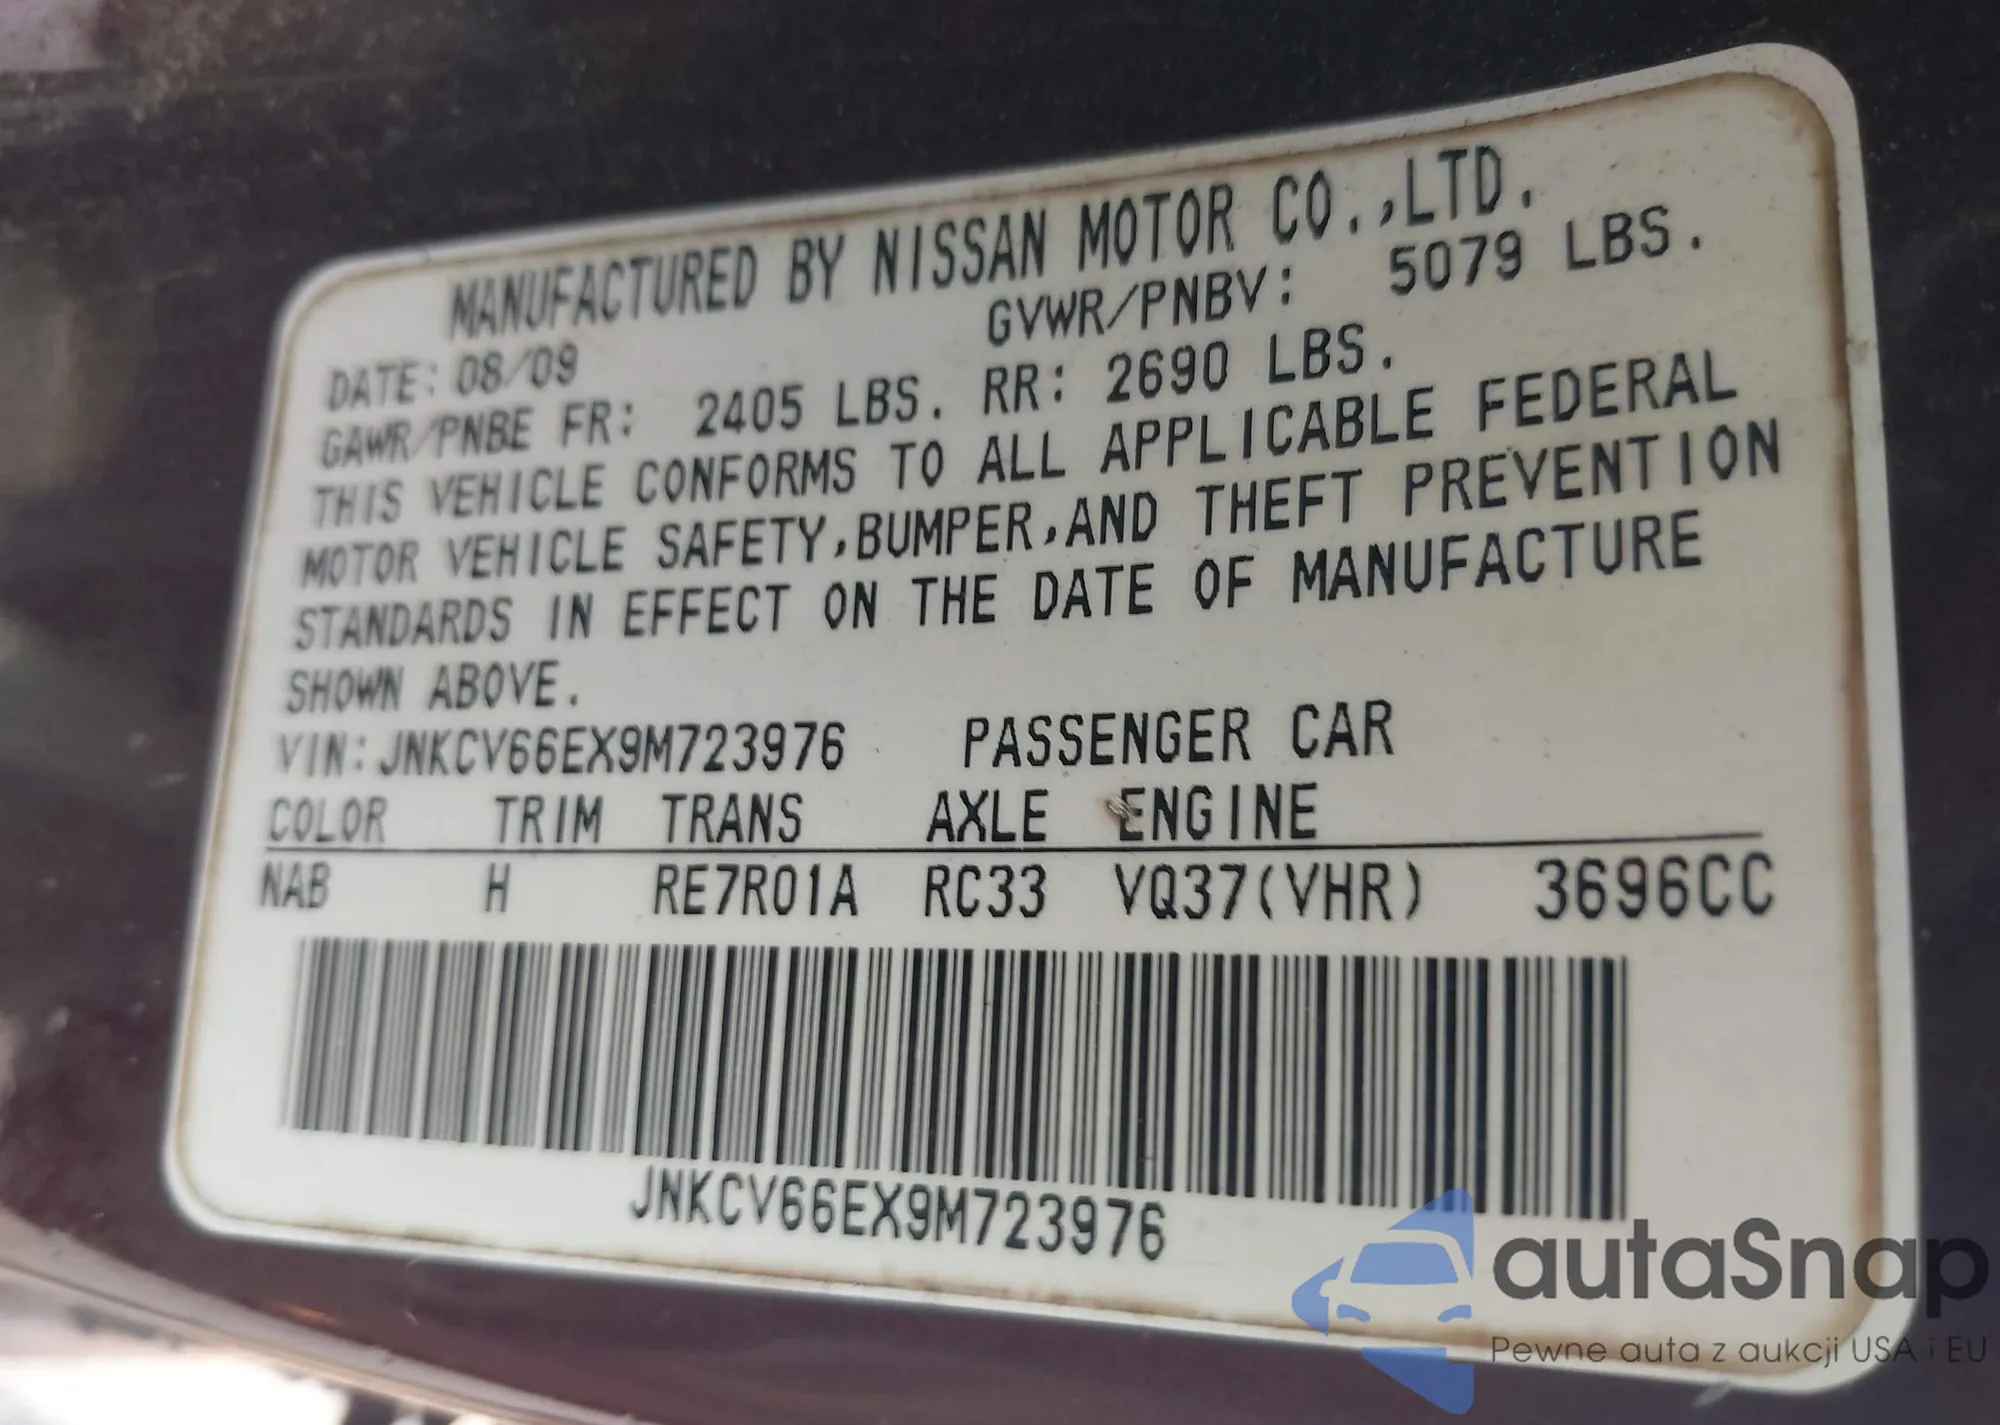 MANUFACTURED BY NISSAN MOTOR CO.,LTD.
DATE: 08/09 GVWR/PNBV: 5079 LBS.
GAWR/PNBE FR: 2405 LBS. RR: 2690 LBS.
THIS VEHICLE CONFORMS TO ALL APPLICABLE FEDERAL
MOTOR VEHICLE SAFETY,BUMPER,AND THEFT PREVENTION
STANDARDS IN EFFECT ON THE DATE OF MANUFACTURE
SHOWN ABOVE.
VIN:JNKCV66EX9M723976 PASSENGER CAR
COLOR TRIM TRANS AXLE ENGINE
NAB H RE7R01A RC33 VQ37(VHR) 3696CC
JNKCV66EX9M723976
autaSnap
Pewne auta z aukcji USA i EU